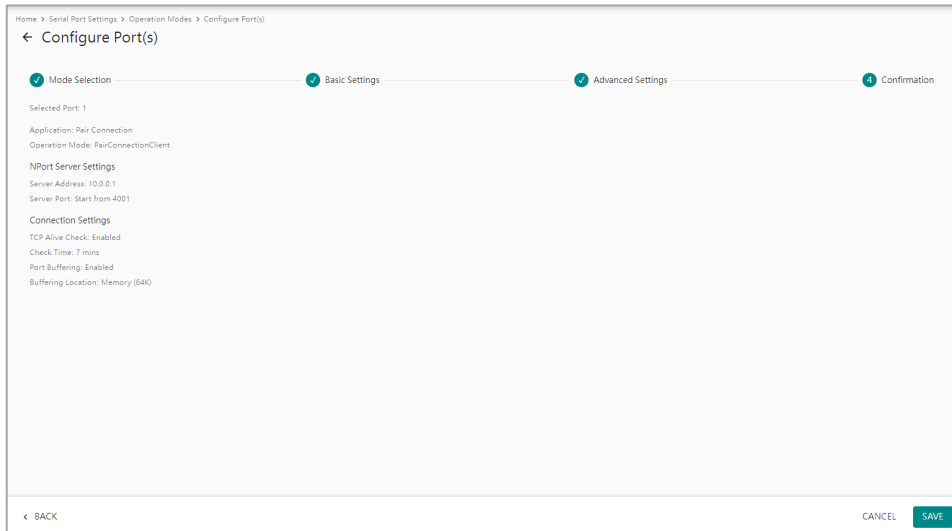 Home > Serial Port Settings > Operation Modes > Configure Port(s)
← Configure Port(s)
Mode Selection
Basic Settings
Advanced Settings
4 Confirmation
Selected Port: 1
Application: Pair Connection
Operation Mode: PairConnectionClient
NPort Server Settings
Server Address: 10.0.0.1
Server Port: Start from 4001
Connection Settings
TCP Alive Check: Enabled
Check Time: 7 mins
Port Buffering: Enabled
Buffering Location: Memory (64K)
< BACK
CANCEL
SAVE